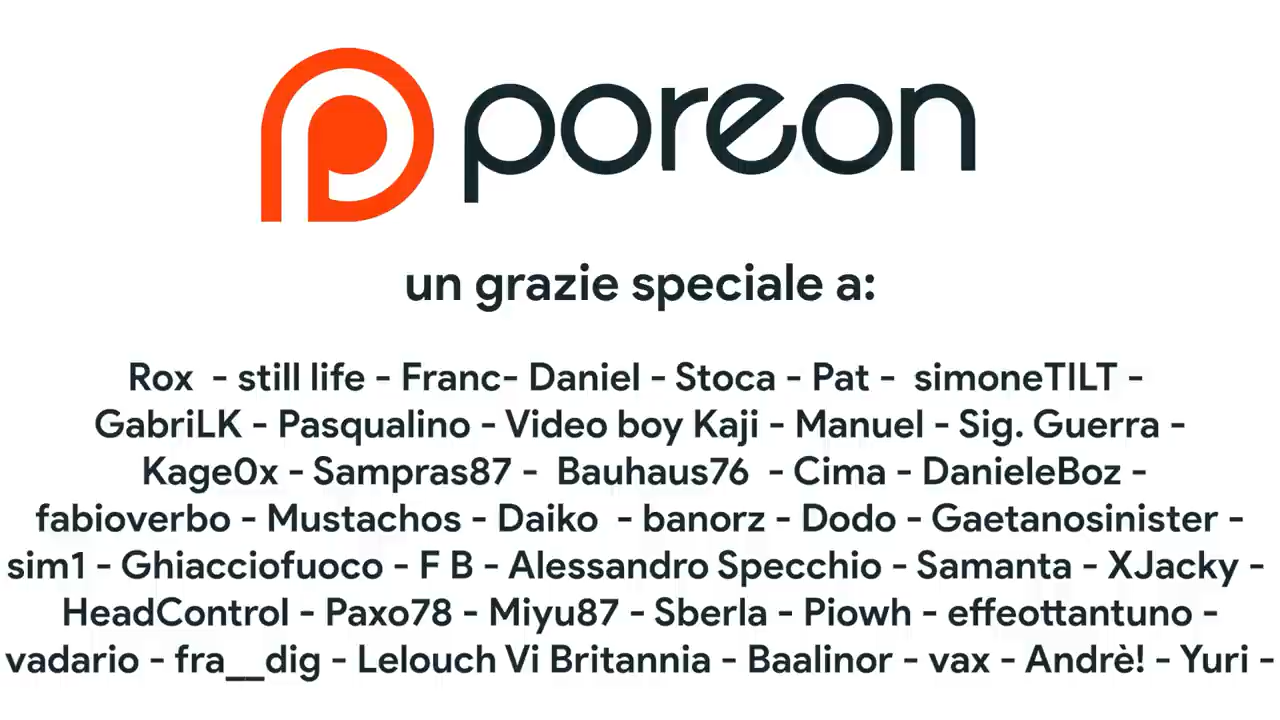 poreon
un grazie speciale a:
Rox - still life - Franc- Daniel - Stoca - Pat - simoneTILT -
GabriLK - Pasqualino - Video boy Kaji - Manuel - Sig. Guerra -
Kage0x - Sampras87 - Bauhaus76 - Cima - DanieleBoz -
fabioverbo - Mustachos - Daiko - banorz - Dodo - Gaetanosinister -
sim1 - Ghiacciofuoco - F B - Alessandro Specchio - Samanta - XJacky -
HeadControl - Paxo78 - Miyu87 - Sberla - Piowh - effeottantuno -
vadario - fra__dig - Lelouch Vi Britannia - Baalinor - vax - Andrè! - Yuri -